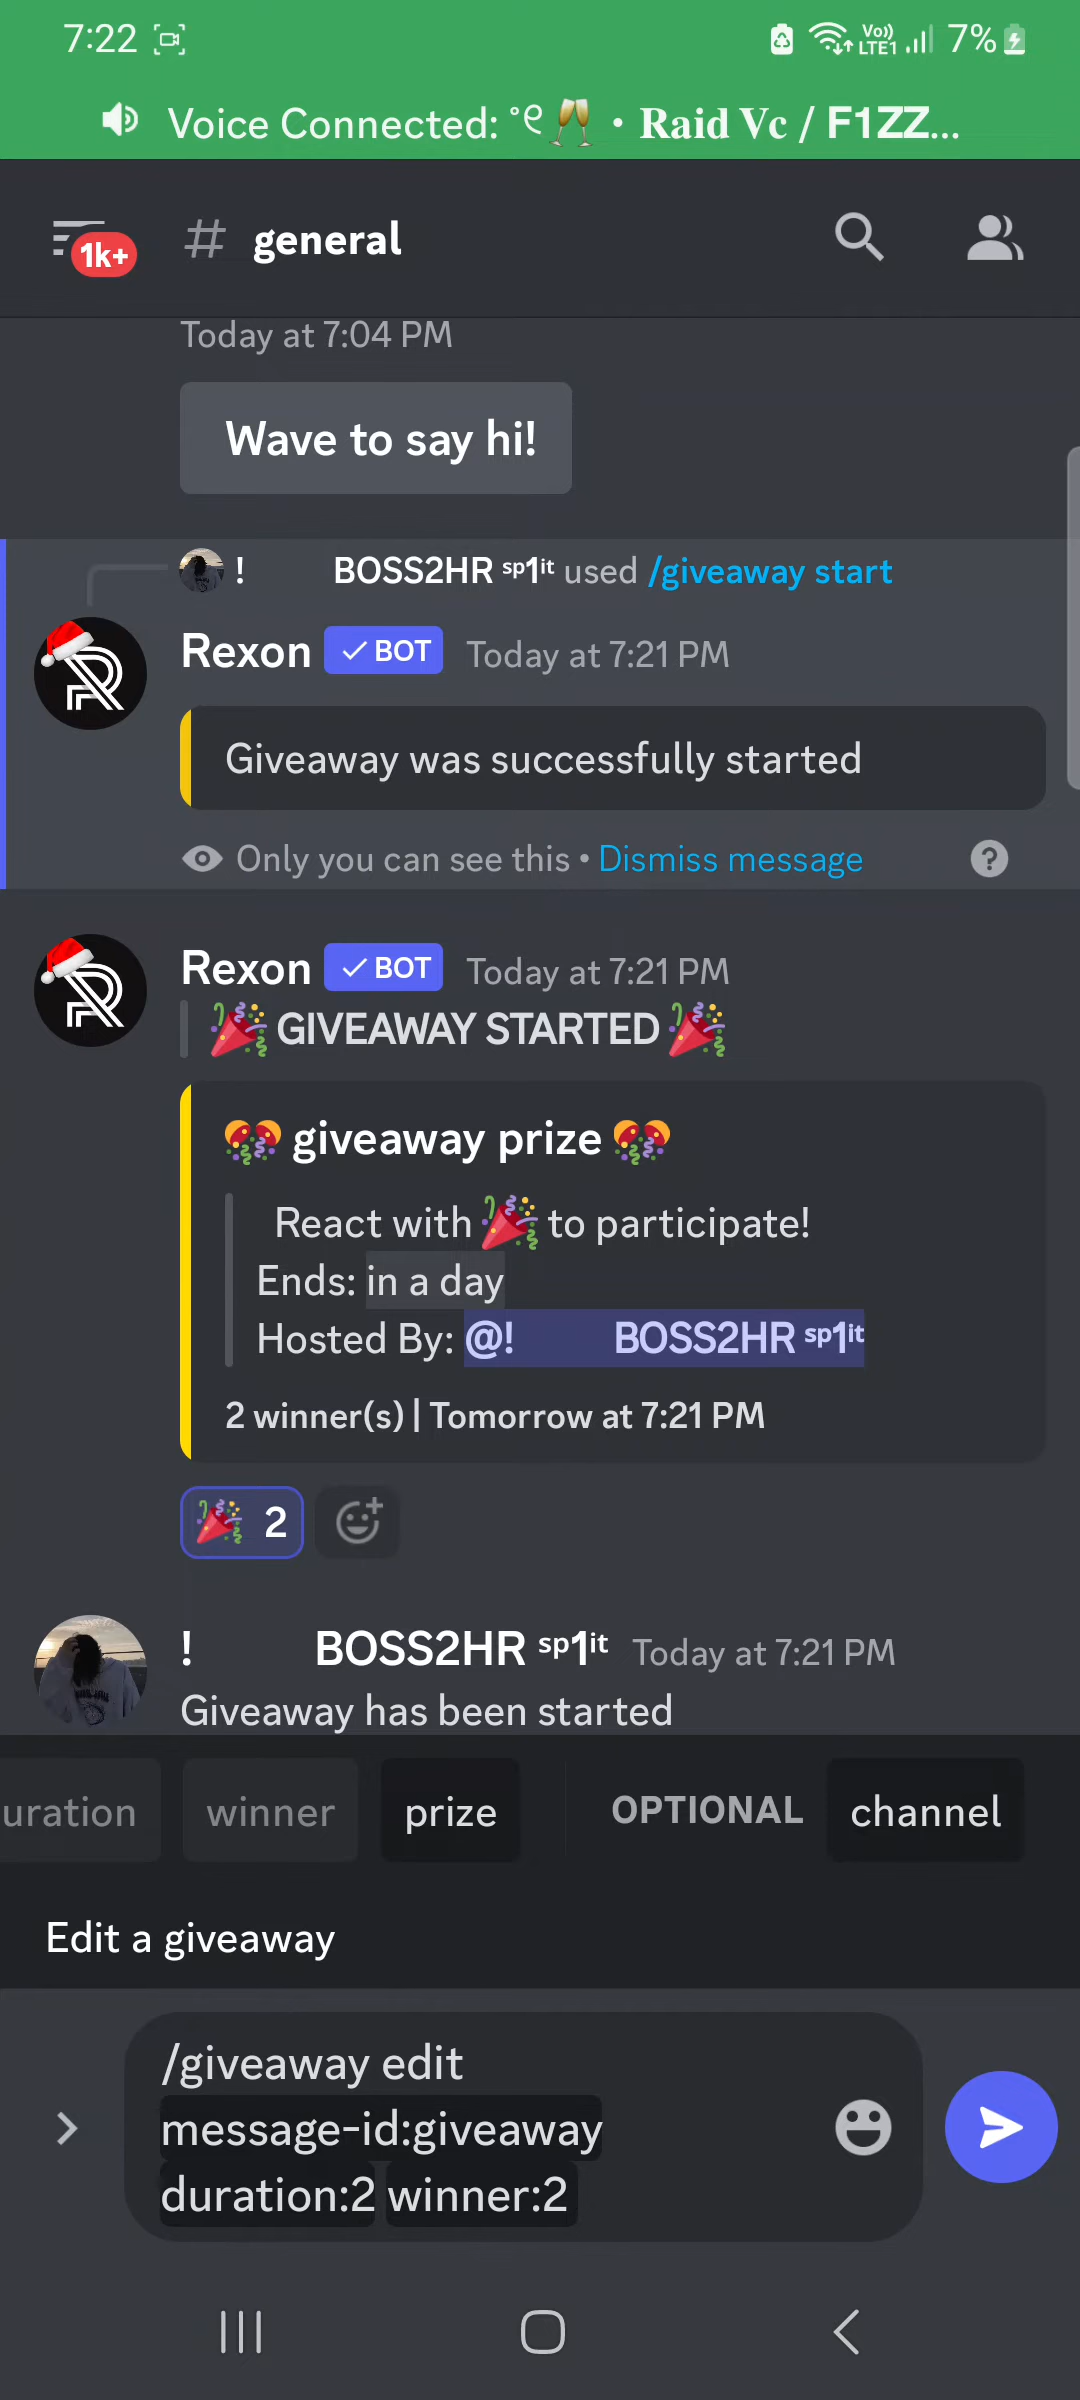 7:22 Vo)) LTE1 7%
Voice Connected: °୧🥂・Raid Vc / F1ZZ...
1k+ # general
Today at 7:04 PM
Wave to say hi!
! BOSS2HR ˢᵖ1ⁱᵗ used /giveaway start
Rexon ✓ BOT Today at 7:21 PM
Giveaway was successfully started
Only you can see this • Dismiss message ?
Rexon ✓ BOT Today at 7:21 PM
🎉 GIVEAWAY STARTED 🎉
🎊 giveaway prize 🎊
React with 🎉 to participate!
Ends: in a day
Hosted By: @! BOSS2HR ˢᵖ1ⁱᵗ
2 winner(s) | Tomorrow at 7:21 PM
🎉 2
! BOSS2HR ˢᵖ1ⁱᵗ Today at 7:21 PM
Giveaway has been started
uration winner prize OPTIONAL channel
Edit a giveaway
/giveaway edit
message-id:giveaway
duration:2 winner:2